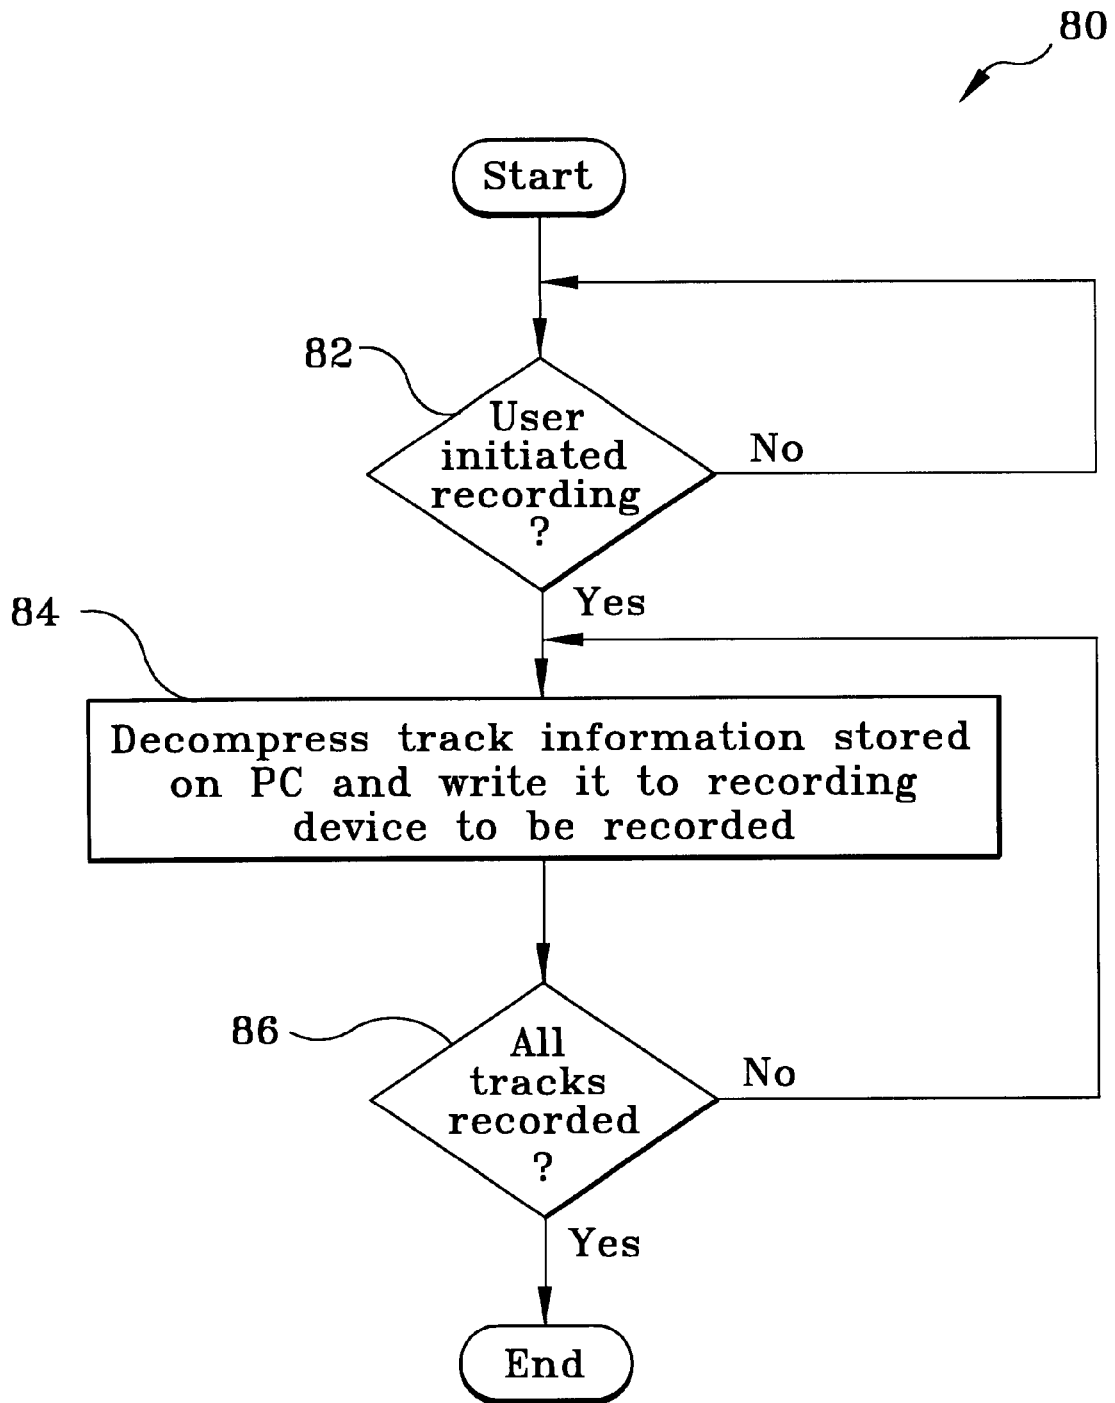 80
Start
82
User
initiated
recording
?
No
Yes
84
Decompress track information stored
on PC and write it to recording
device to be recorded
86
All
tracks
recorded
?
No
Yes
End